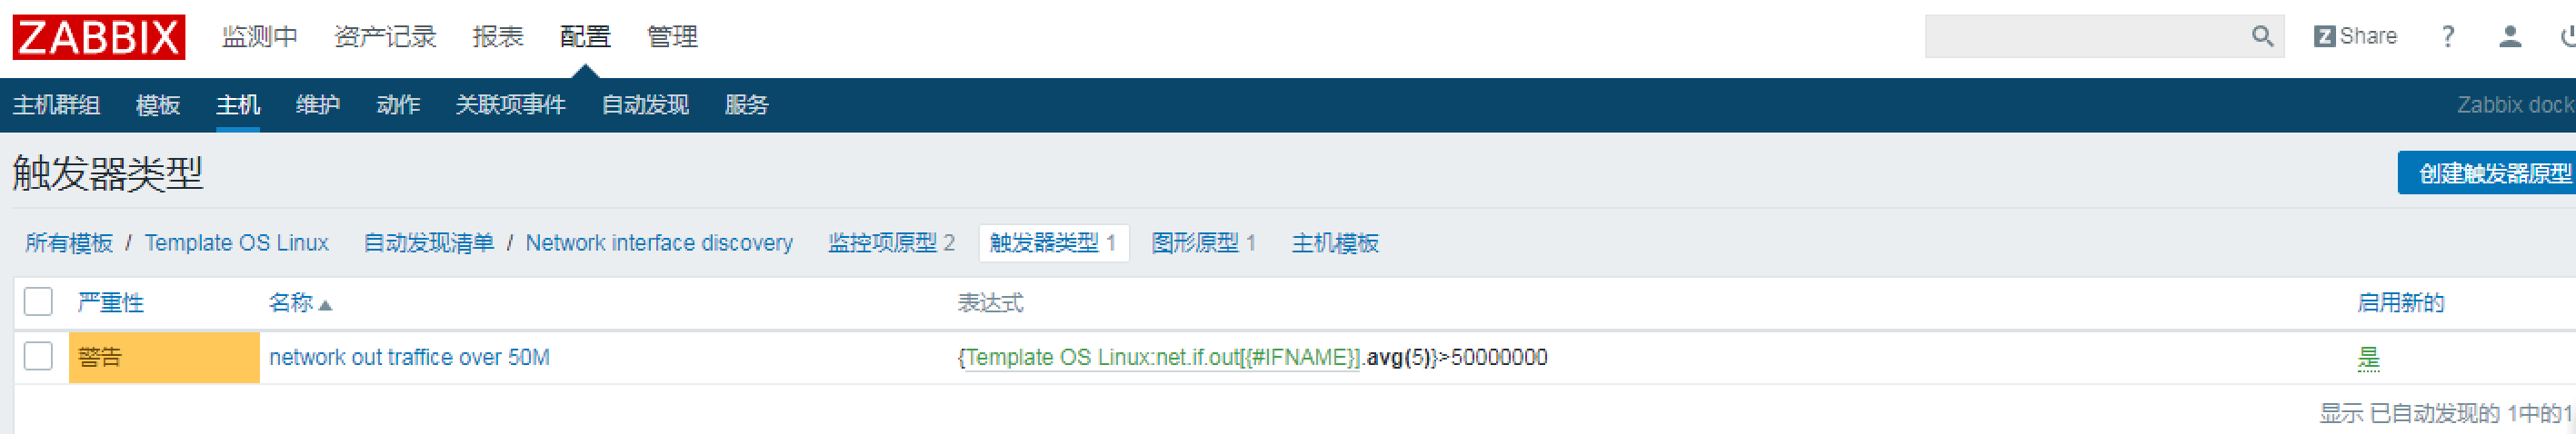 ZABBIX 监测中 资产记录 报表 配置 管理 Share ?
主机群组 模板 主机 维护 动作 关联项事件 自动发现 服务 Zabbix dock
触发器类型 创建触发器原型
所有模板 / Template OS Linux 自动发现清单 / Network interface discovery 监控项原型 2 触发器类型 1 图形原型 1 主机模板
严重性 名称 表达式 启用新的
警告 network out traffice over 50M {Template OS Linux:net.if.out[{#IFNAME}].avg(5)}>50000000 是
显示 已自动发现的 1中的1